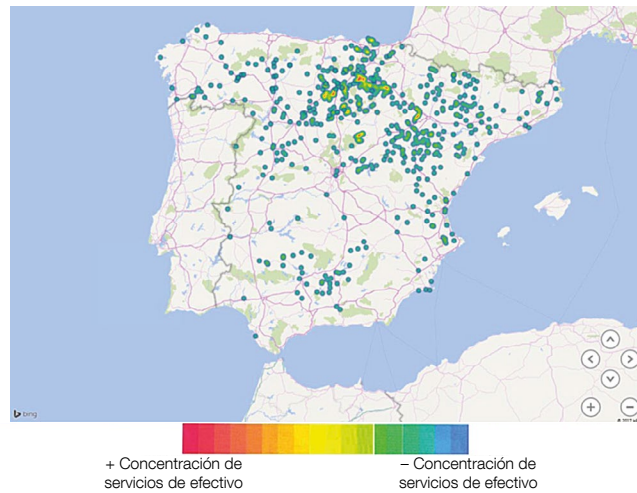 bing
+ Concentración de
servicios de efectivo
– Concentración de
servicios de efectivo